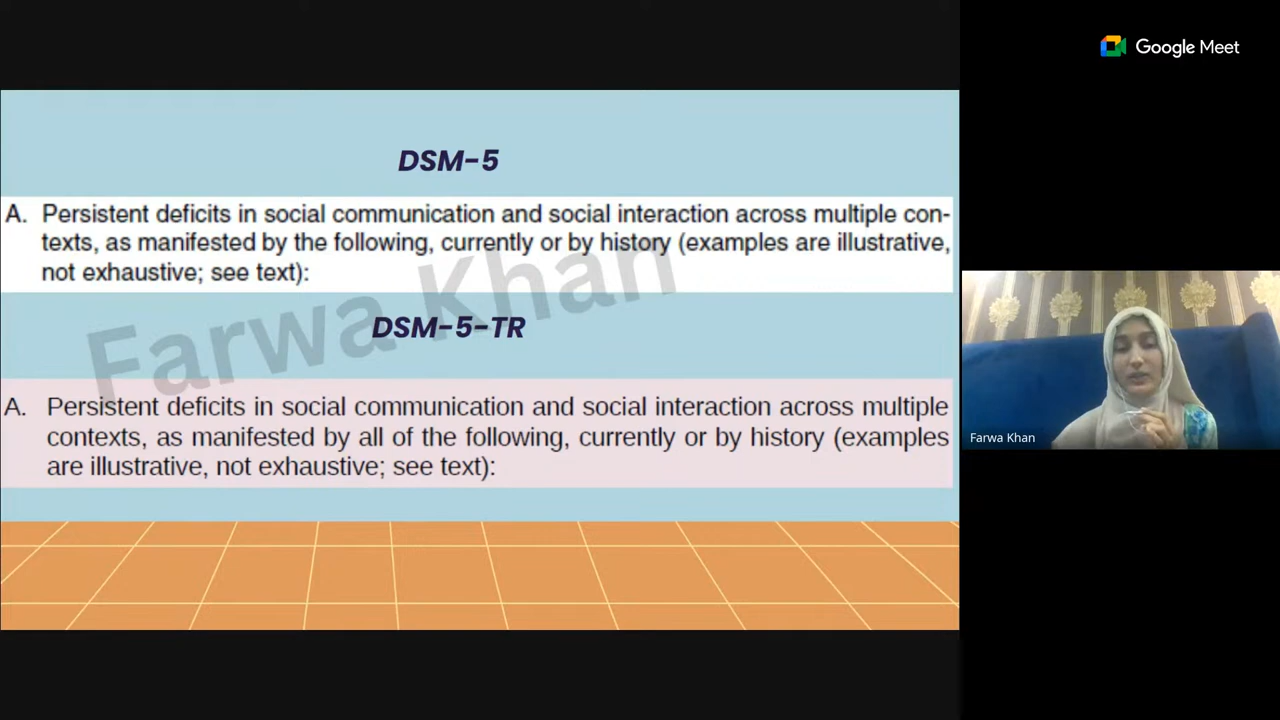 Google Meet
DSM-5
A. Persistent deficits in social communication and social interaction across multiple con-
texts, as manifested by the following, currently or by history (examples are illustrative,
not exhaustive; see text):
Farwa Khan
DSM-5-TR
A. Persistent deficits in social communication and social interaction across multiple
contexts, as manifested by all of the following, currently or by history (examples
are illustrative, not exhaustive; see text):
Farwa Khan